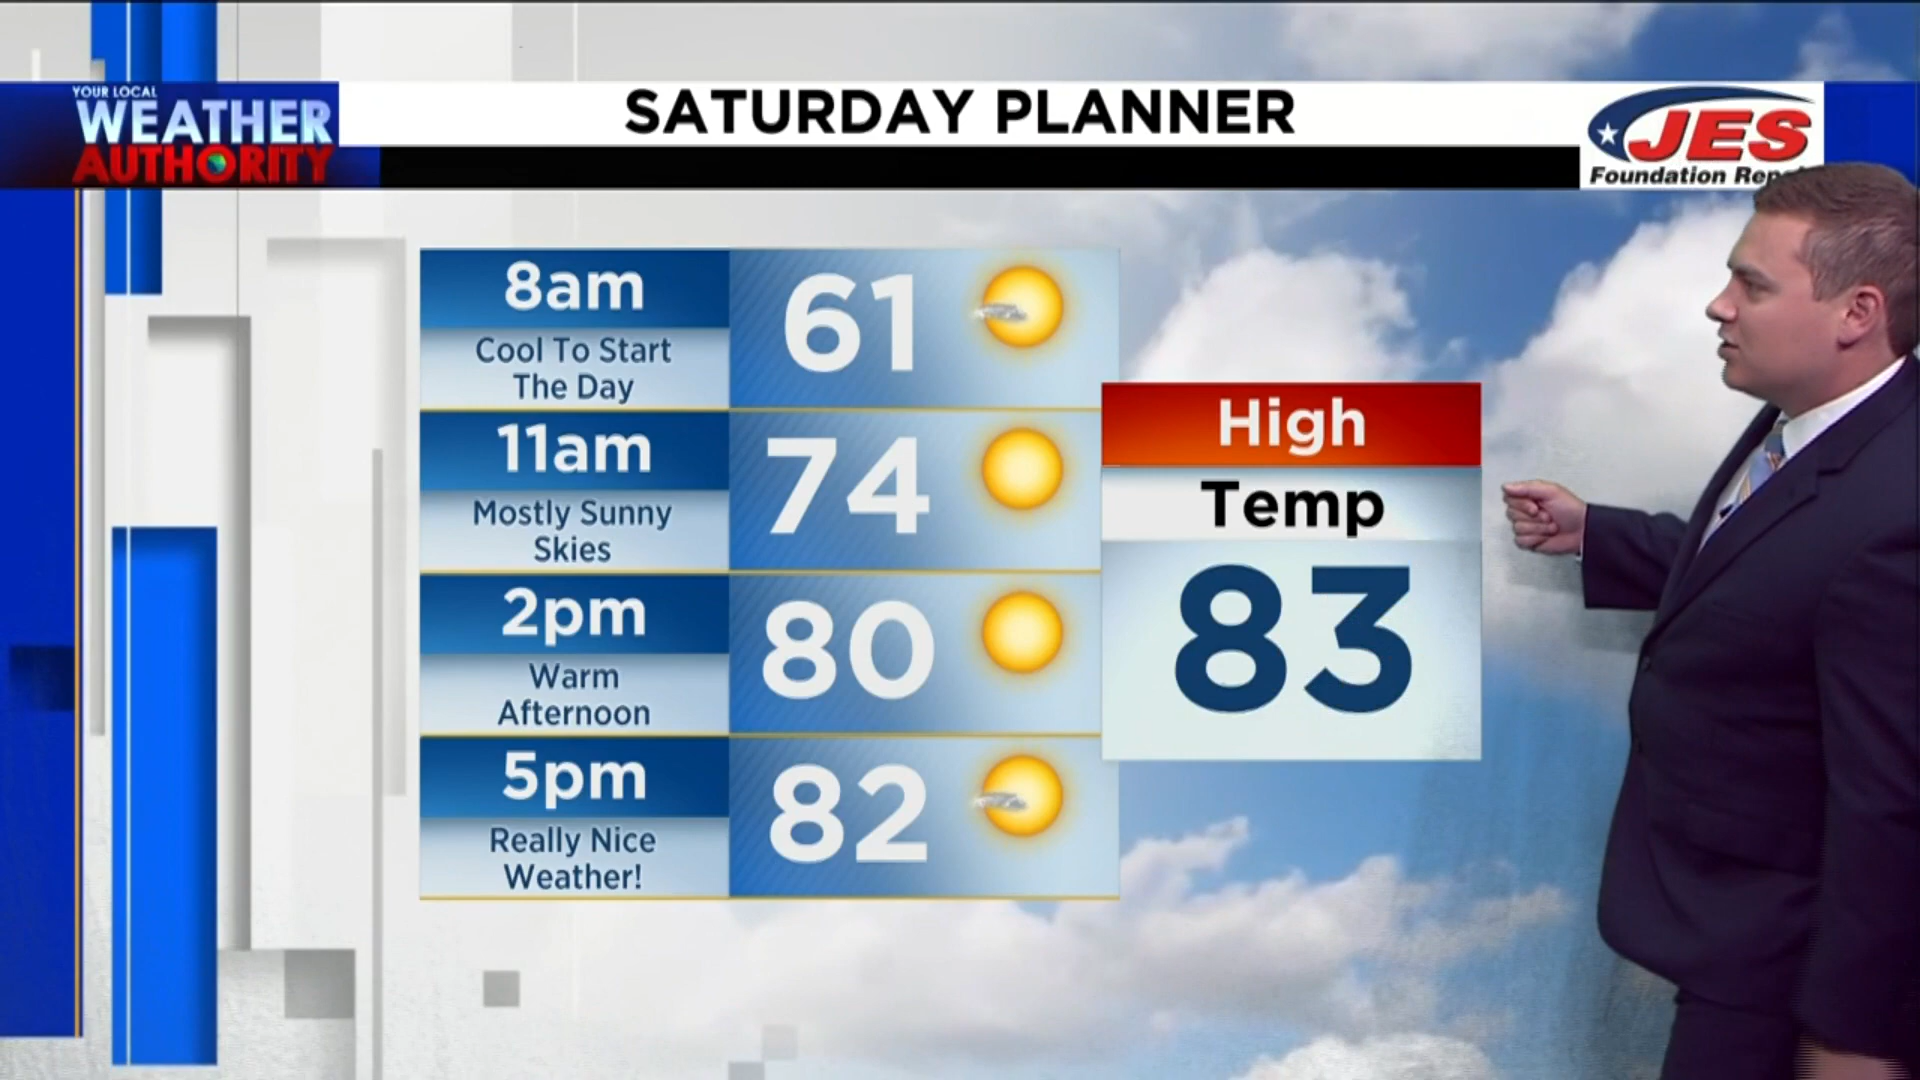 YOUR LOCAL
WEATHER
AUTHORITY
SATURDAY PLANNER
JES
Foundation
8am
61
Cool To Start
The Day
11am
74
Mostly Sunny
Skies
2pm
80
Warm
Afternoon
5pm
82
Really Nice
Weather!
High
Temp
83